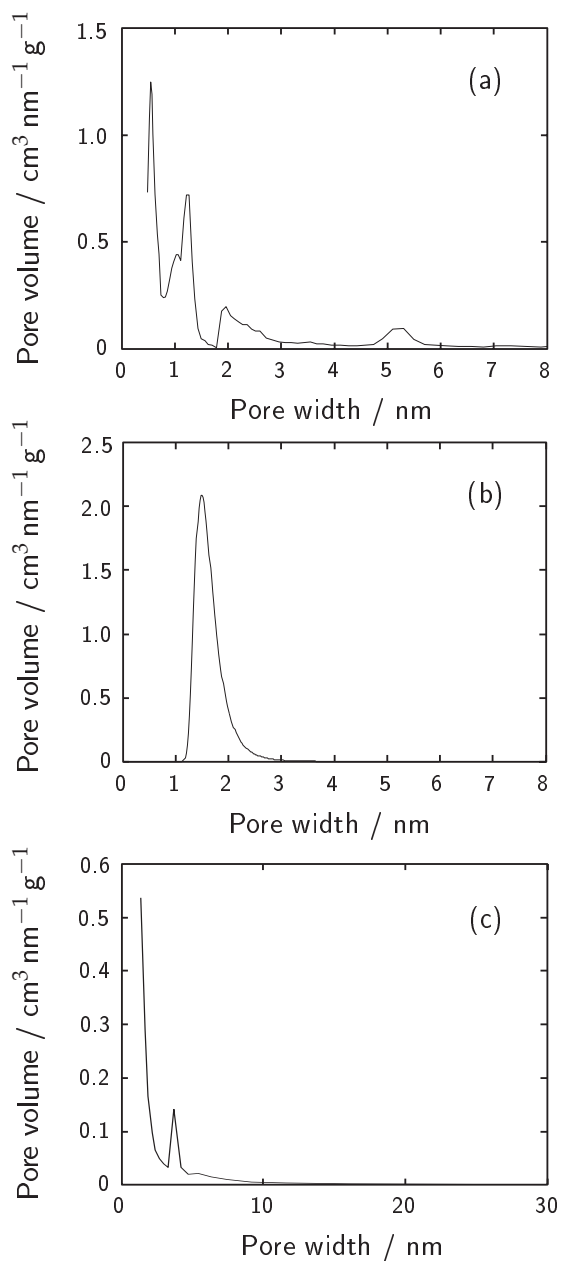 Pore volume / cm³ nm⁻¹ g⁻¹
1.5
1.0
0.5
0
(a)
0 1 2 3 4 5 6 7 8
Pore width / nm
Pore volume / cm³ nm⁻¹ g⁻¹
2.5
2.0
1.5
1.0
0.5
0
(b)
0 1 2 3 4 5 6 7 8
Pore width / nm
Pore volume / cm³ nm⁻¹ g⁻¹
0.6
0.5
0.4
0.3
0.2
0.1
0
(c)
0 10 20 30
Pore width / nm